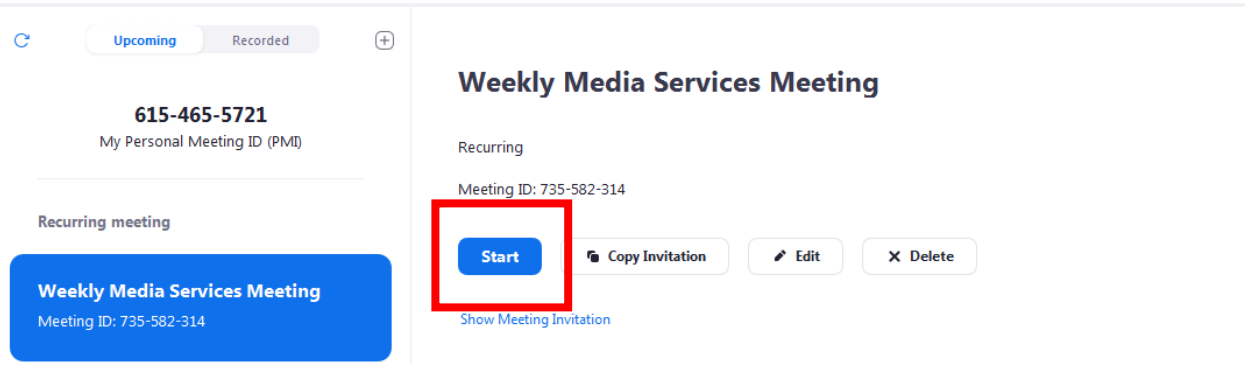 Upcoming
Recorded
615-465-5721
My Personal Meeting ID (PMI)
Recurring meeting
Weekly Media Services Meeting
Meeting ID: 735-582-314
Weekly Media Services Meeting
Recurring
Meeting ID: 735-582-314
Start
Copy Invitation
Edit
Delete
Show Meeting Invitation